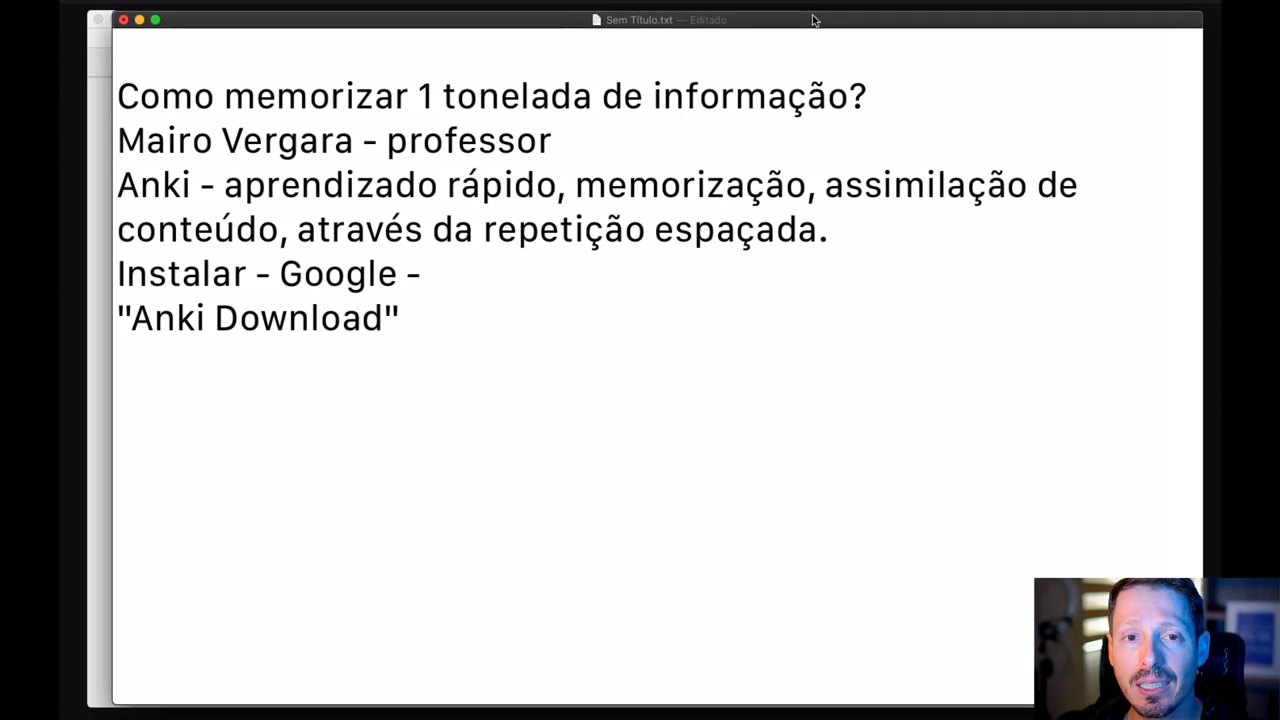 Sem Título.txt — Editado
Como memorizar 1 tonelada de informação?
Mairo Vergara - professor
Anki - aprendizado rápido, memorização, assimilação de
conteúdo, através da repetição espaçada.
Instalar - Google -
"Anki Download"